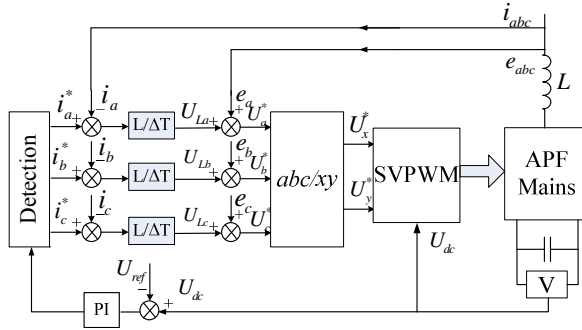 i_abc
e_abc
L
i_a^* + - i_a L/ΔT U_La + e_a + U_a^*
i_b^* + - i_b L/ΔT U_Lb + e_b + U_b^*
i_c^* + - i_c L/ΔT U_Lc + e_c + U_c^*
Detection
abc/xy
U_x^*
U_y^*
SVPWM
APF
Mains
U_dc
V
U_ref -
PI
+ U_dc